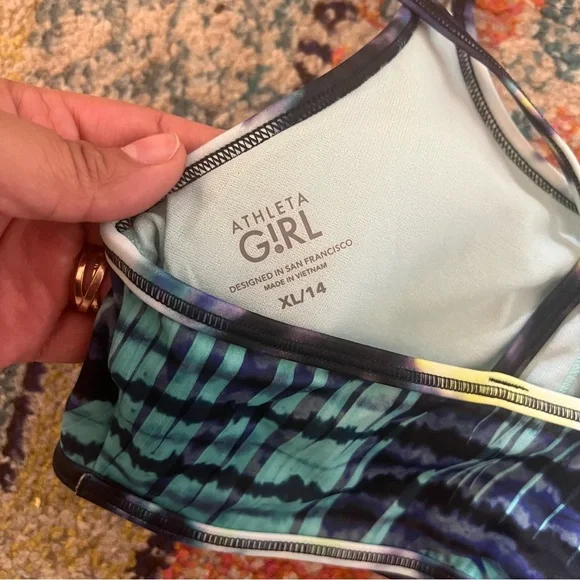 ATHLETA
G!RL
DESIGNED IN SAN FRANCISCO
MADE IN VIETNAM
XL/14